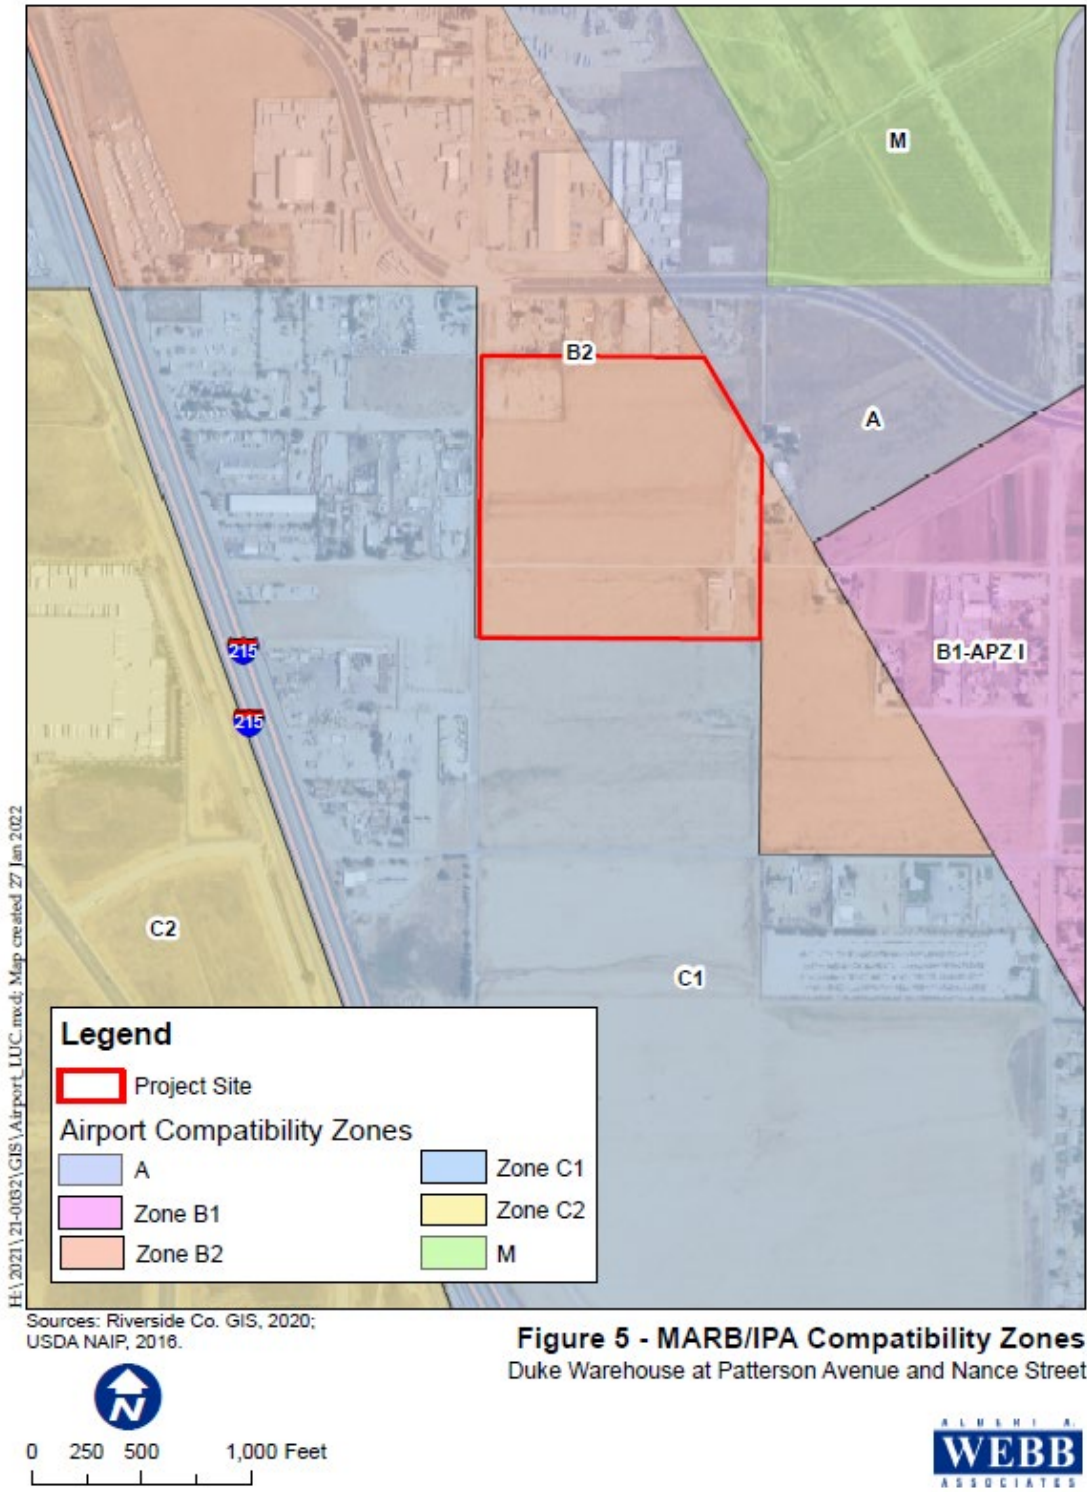 M
B2
A
B1-APZ I
215
215
C2
C1
H:\2021\21-0032\GIS\Airport_LUC.mxd; Map created 27 Jan 2022
Legend
Project Site
Airport Compatibility Zones
A
Zone B1
Zone B2
Zone C1
Zone C2
M
Sources: Riverside Co. GIS, 2020;
USDA NAIP, 2016.
Figure 5 - MARB/IPA Compatibility Zones
Duke Warehouse at Patterson Avenue and Nance Street
N
0 250 500 1,000 Feet
ALBERT A.
WEBB
ASSOCIATES